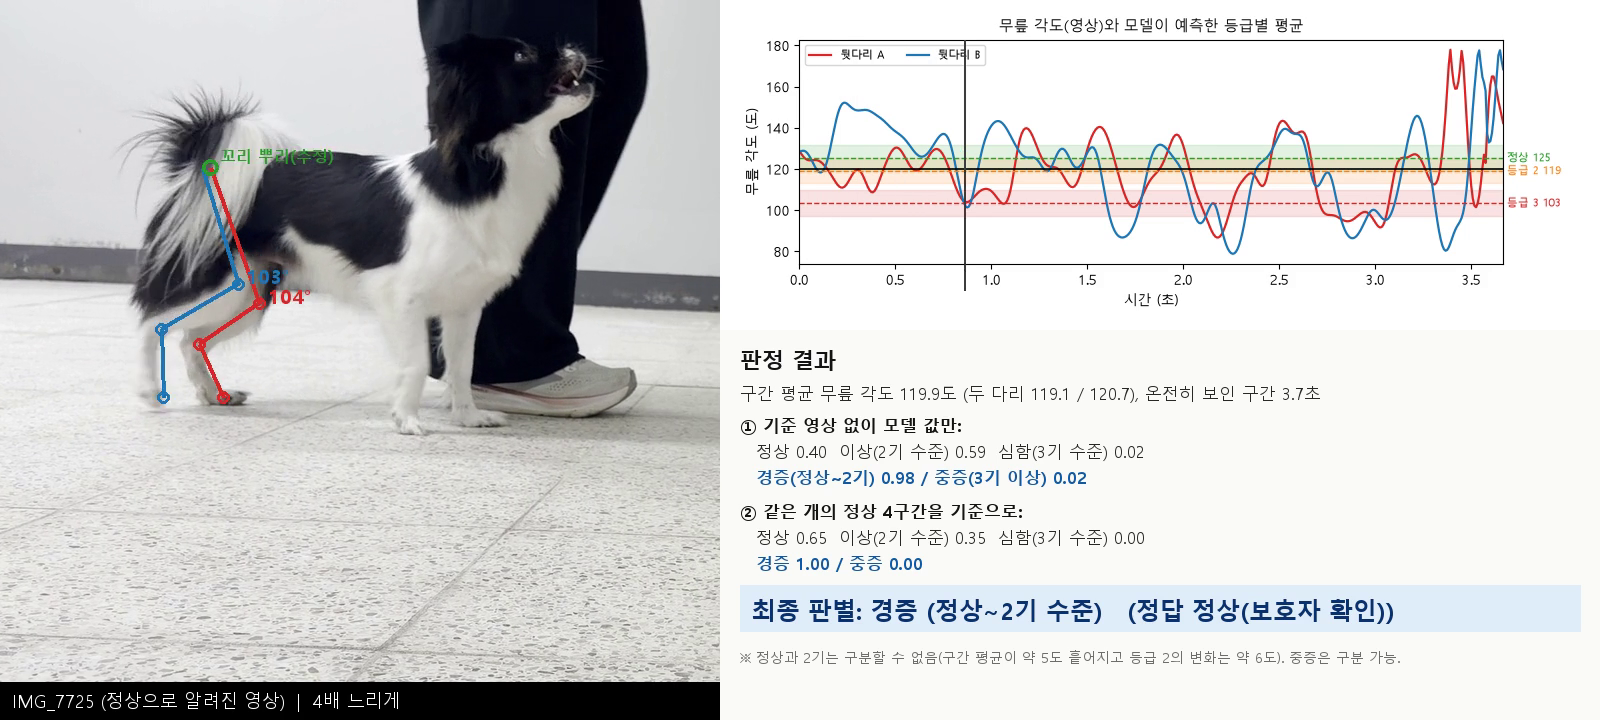 꼬리 뿌리(추정)
103°
104°
IMG_7725 (정상으로 알려진 영상) | 4배 느리게
무릎 각도(영상)와 모델이 예측한 등급별 평균
뒷다리 A
뒷다리 B
무릎 각도 (도)
180
160
140
120
100
80
정상 125
등급 2 119
등급 3 103
0.0 0.5 1.0 1.5 2.0 2.5 3.0 3.5
시간 (초)
판정 결과
구간 평균 무릎 각도 119.9도 (두 다리 119.1 / 120.7), 온전히 보인 구간 3.7초
① 기준 영상 없이 모델 값만:
정상 0.40 이상(2기 수준) 0.59 심함(3기 수준) 0.02
경증(정상~2기) 0.98 / 중증(3기 이상) 0.02
② 같은 개의 정상 4구간을 기준으로:
정상 0.65 이상(2기 수준) 0.35 심함(3기 수준) 0.00
경증 1.00 / 중증 0.00
최종 판별: 경증 (정상~2기 수준) (정답 정상(보호자 확인))
※ 정상과 2기는 구분할 수 없음(구간 평균이 약 5도 흩어지고 등급 2의 변화는 약 6도). 중증은 구분 가능.